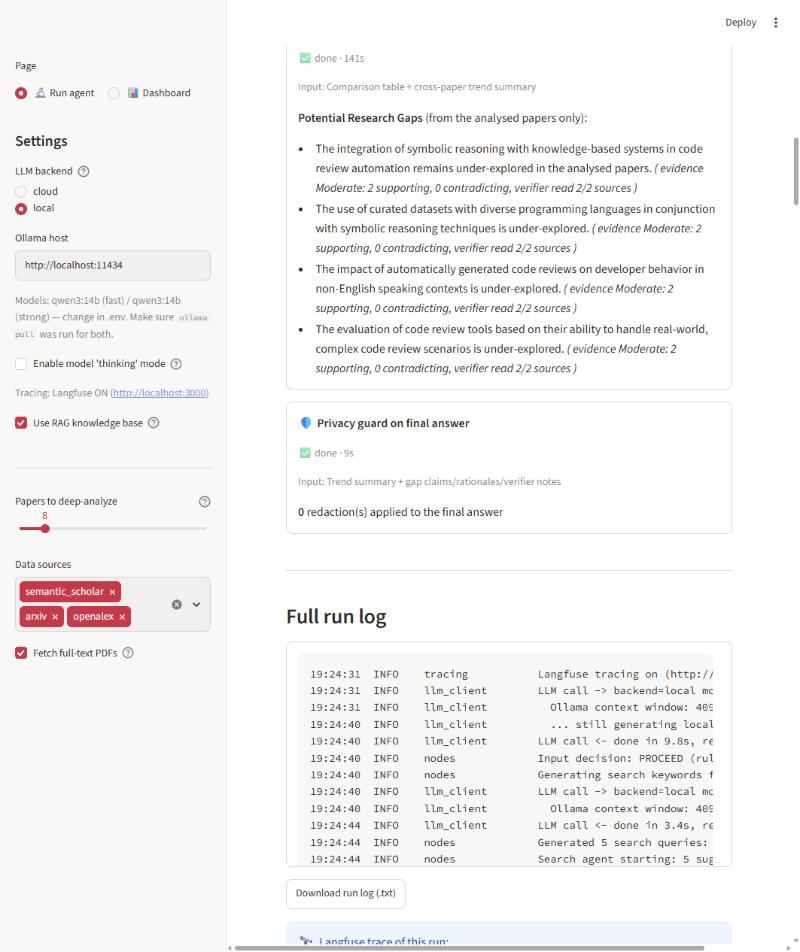 Deploy
Page
Run agent
Dashboard
Settings
LLM backend
cloud
local
Ollama host
http://localhost:11434
Models: qwen3:14b (fast) / qwen3:14b
(strong) — change in .env. Make sure ollama
pull was run for both.
Enable model 'thinking' mode
Tracing: Langfuse ON (http://localhost:3000)
Use RAG knowledge base
Papers to deep-analyze
8
Data sources
semantic_scholar ×
arxiv × openalex ×
Fetch full-text PDFs
done · 141s
Input: Comparison table + cross-paper trend summary
Potential Research Gaps (from the analysed papers only):
• The integration of symbolic reasoning with knowledge-based systems in code
review automation remains under-explored in the analysed papers. ( evidence
Moderate: 2 supporting, 0 contradicting, verifier read 2/2 sources )
• The use of curated datasets with diverse programming languages in conjunction
with symbolic reasoning techniques is under-explored. ( evidence Moderate: 2
supporting, 0 contradicting, verifier read 2/2 sources )
• The impact of automatically generated code reviews on developer behavior in
non-English speaking contexts is under-explored. ( evidence Moderate: 2
supporting, 0 contradicting, verifier read 2/2 sources )
• The evaluation of code review tools based on their ability to handle real-world,
complex code review scenarios is under-explored. ( evidence Moderate: 2
supporting, 0 contradicting, verifier read 2/2 sources )
Privacy guard on final answer
done · 9s
Input: Trend summary + gap claims/rationales/verifier notes
0 redaction(s) applied to the final answer
Full run log
19:24:31 INFO tracing Langfuse tracing on (http://
19:24:31 INFO llm_client LLM call -> backend=local mo
19:24:31 INFO llm_client Ollama context window: 409
19:24:40 INFO llm_client ... still generating local
19:24:40 INFO llm_client LLM call <- done in 9.8s, re
19:24:40 INFO nodes Input decision: PROCEED (rul
19:24:40 INFO nodes Generating search keywords f
19:24:40 INFO llm_client LLM call -> backend=local mo
19:24:40 INFO llm_client Ollama context window: 409
19:24:44 INFO llm_client LLM call <- done in 3.4s, re
19:24:44 INFO nodes Generated 5 search queries:
19:24:44 INFO nodes Search agent starting: 5 sug
Download run log (.txt)
Langfuse trace of this run: